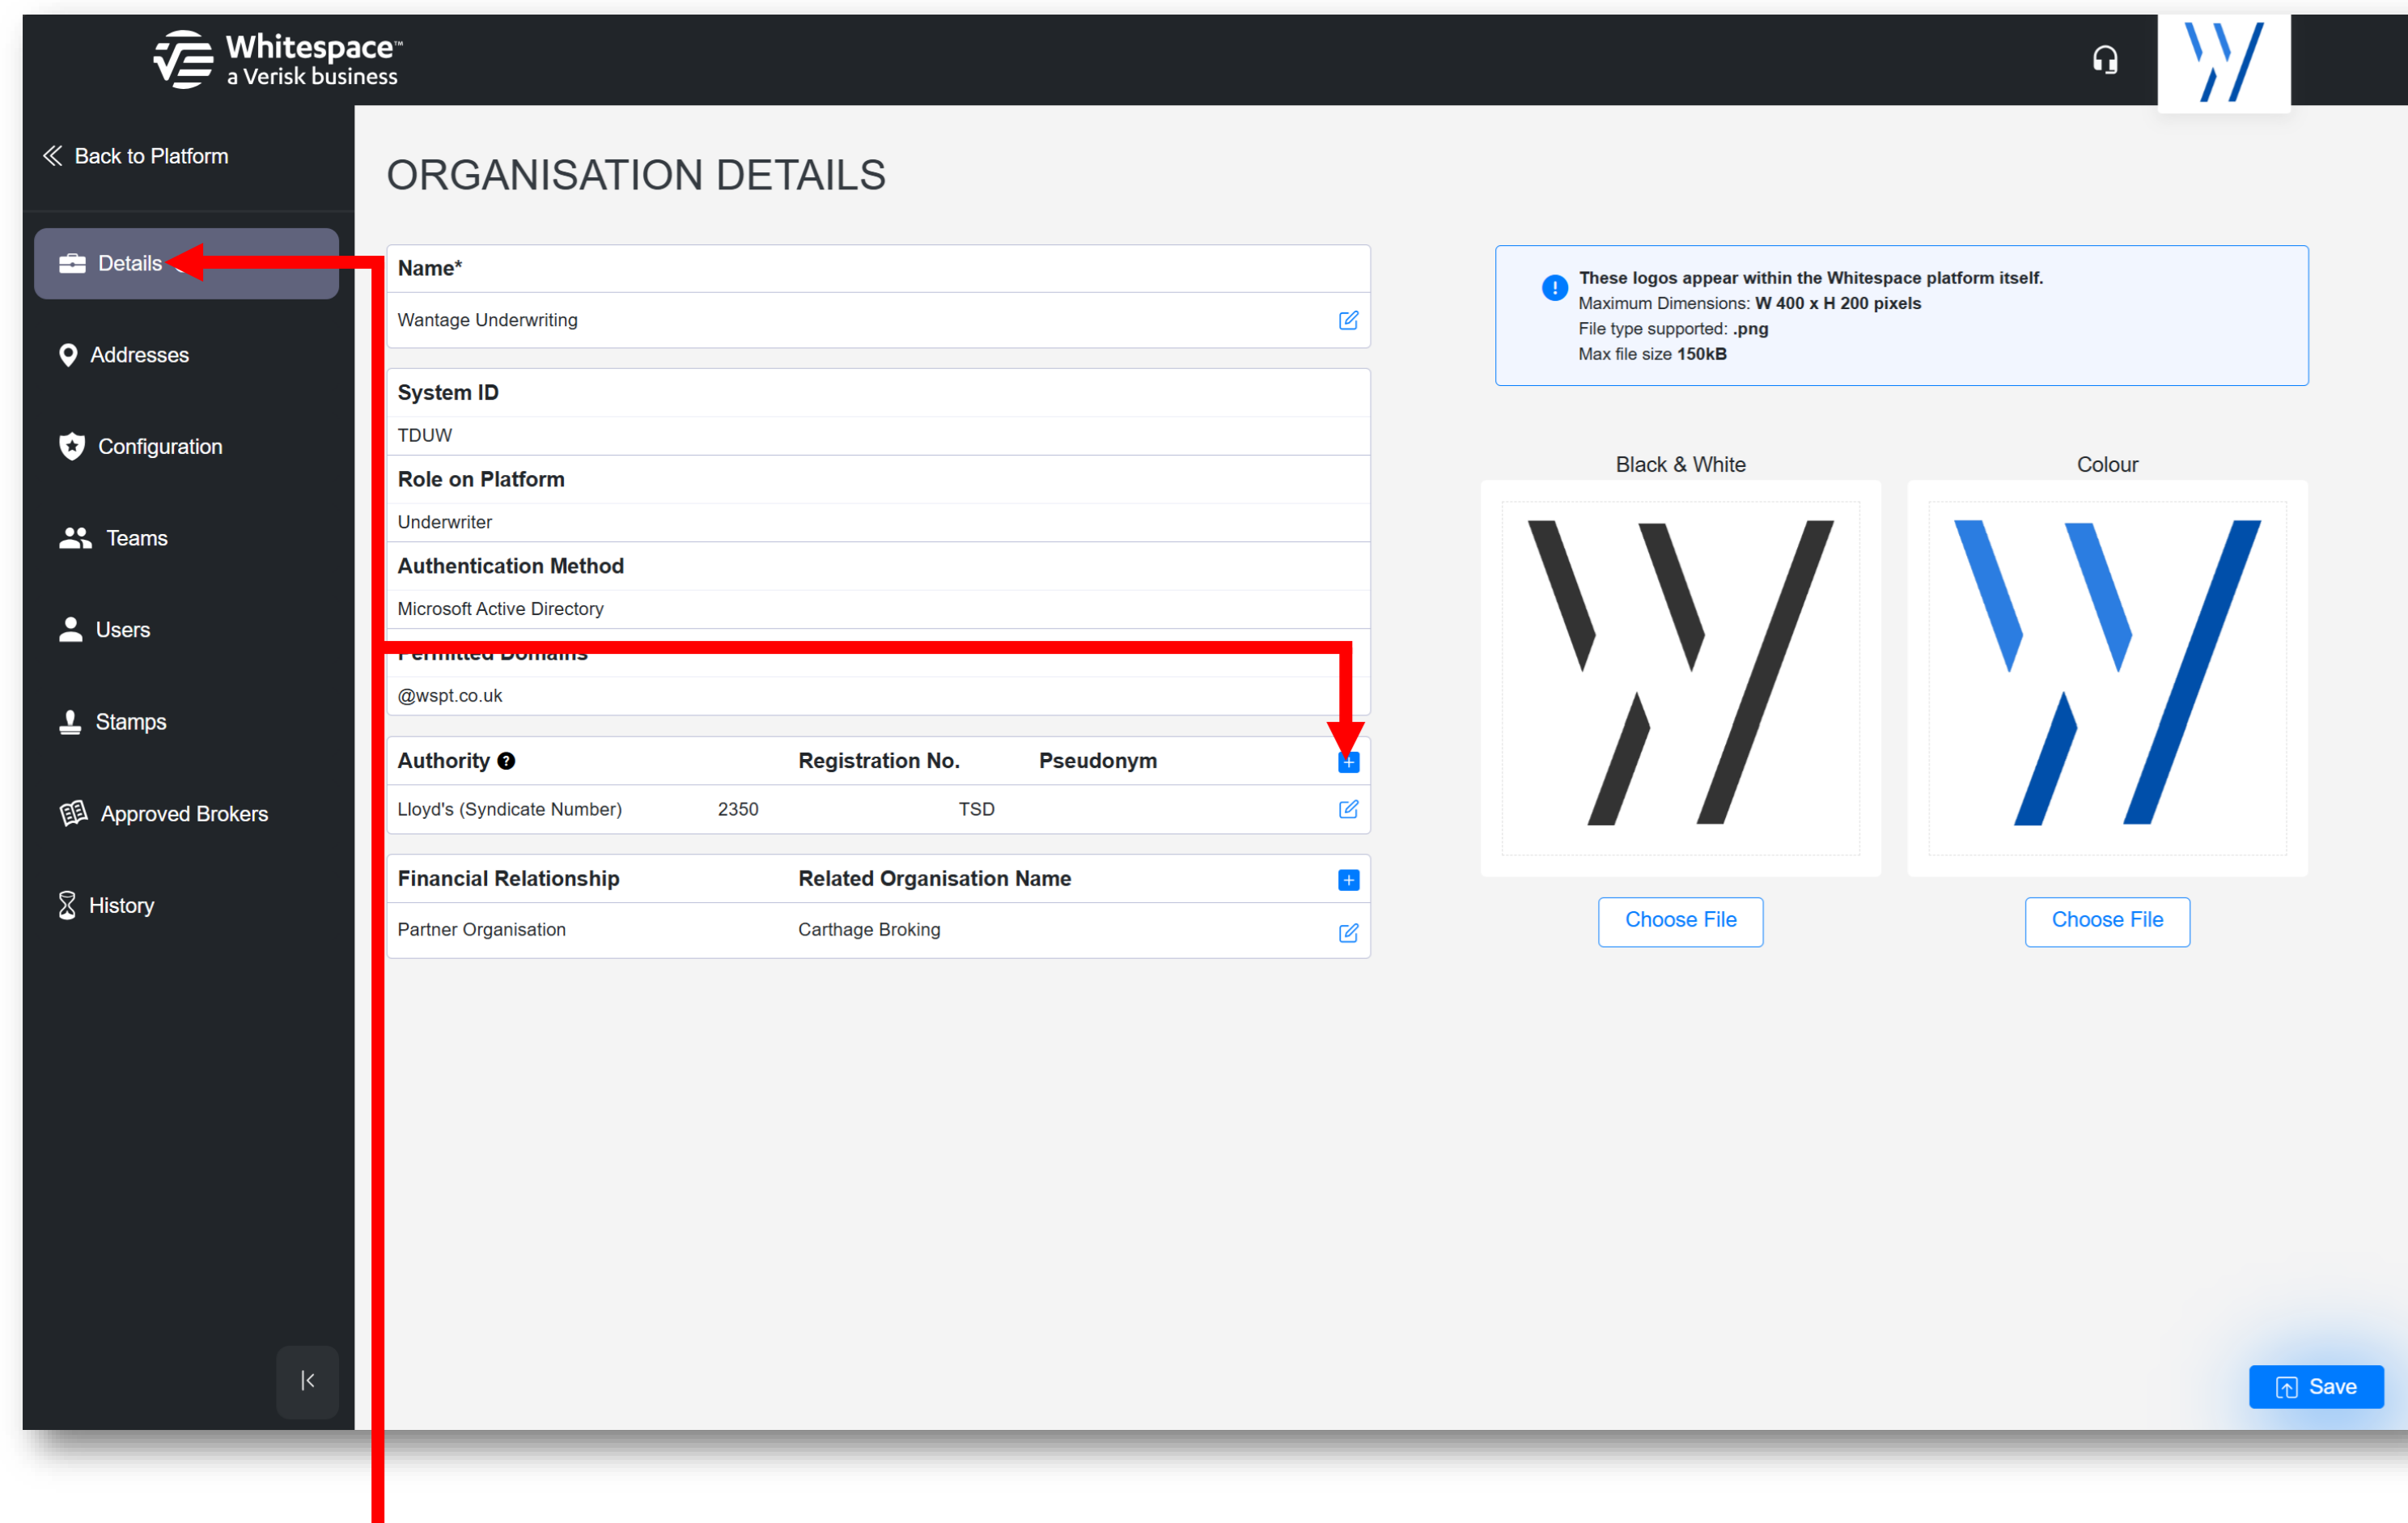 Whitespace™
a Verisk business
Back to Platform
ORGANISATION DETAILS
Details
Addresses
Configuration
Teams
Users
Stamps
Approved Brokers
History
Name*
Wantage Underwriting
System ID
TDUW
Role on Platform
Underwriter
Authentication Method
Microsoft Active Directory
Permitted Domains
@wspt.co.uk
Authority Registration No. Pseudonym
Lloyd's (Syndicate Number) 2350 TSD
Financial Relationship Related Organisation Name
Partner Organisation Carthage Broking
These logos appear within the Whitespace platform itself.
Maximum Dimensions: W 400 x H 200 pixels
File type supported: .png
Max file size 150kB
Black & White Colour
Choose File Choose File
Save